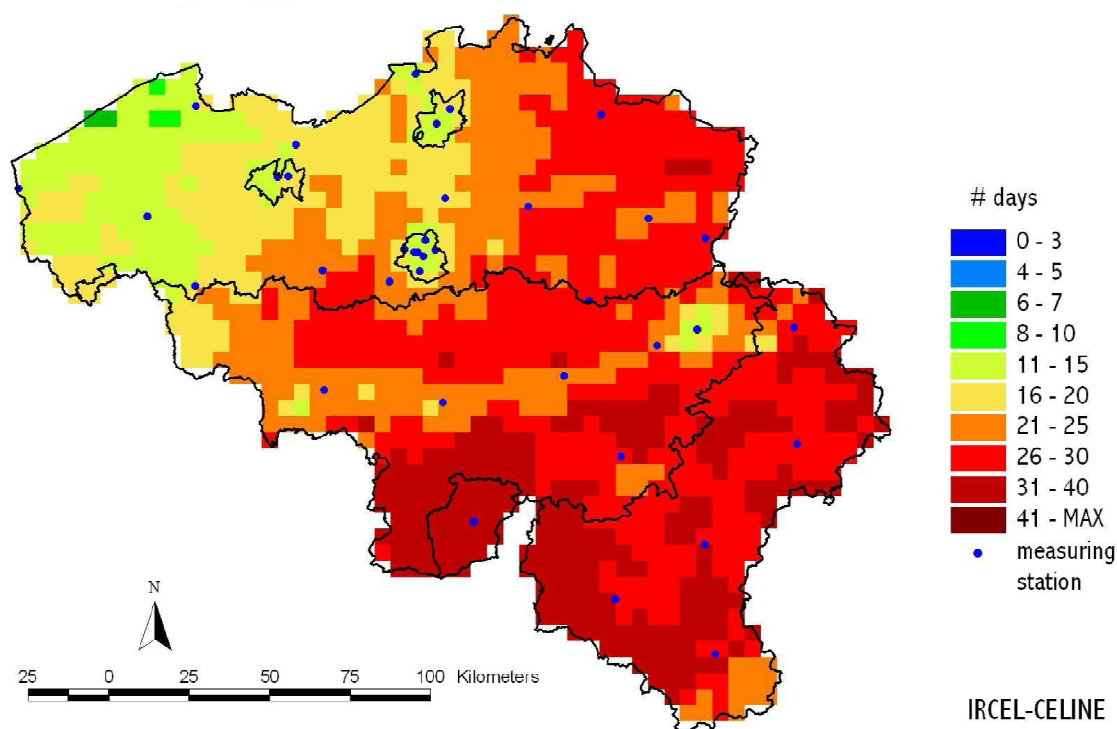 # days
0 - 3
4 - 5
6 - 7
8 - 10
11 - 15
16 - 20
21 - 25
26 - 30
31 - 40
41 - MAX
measuring
station
N
25 0 25 50 75 100 Kilometers
IRCEL-CELINE